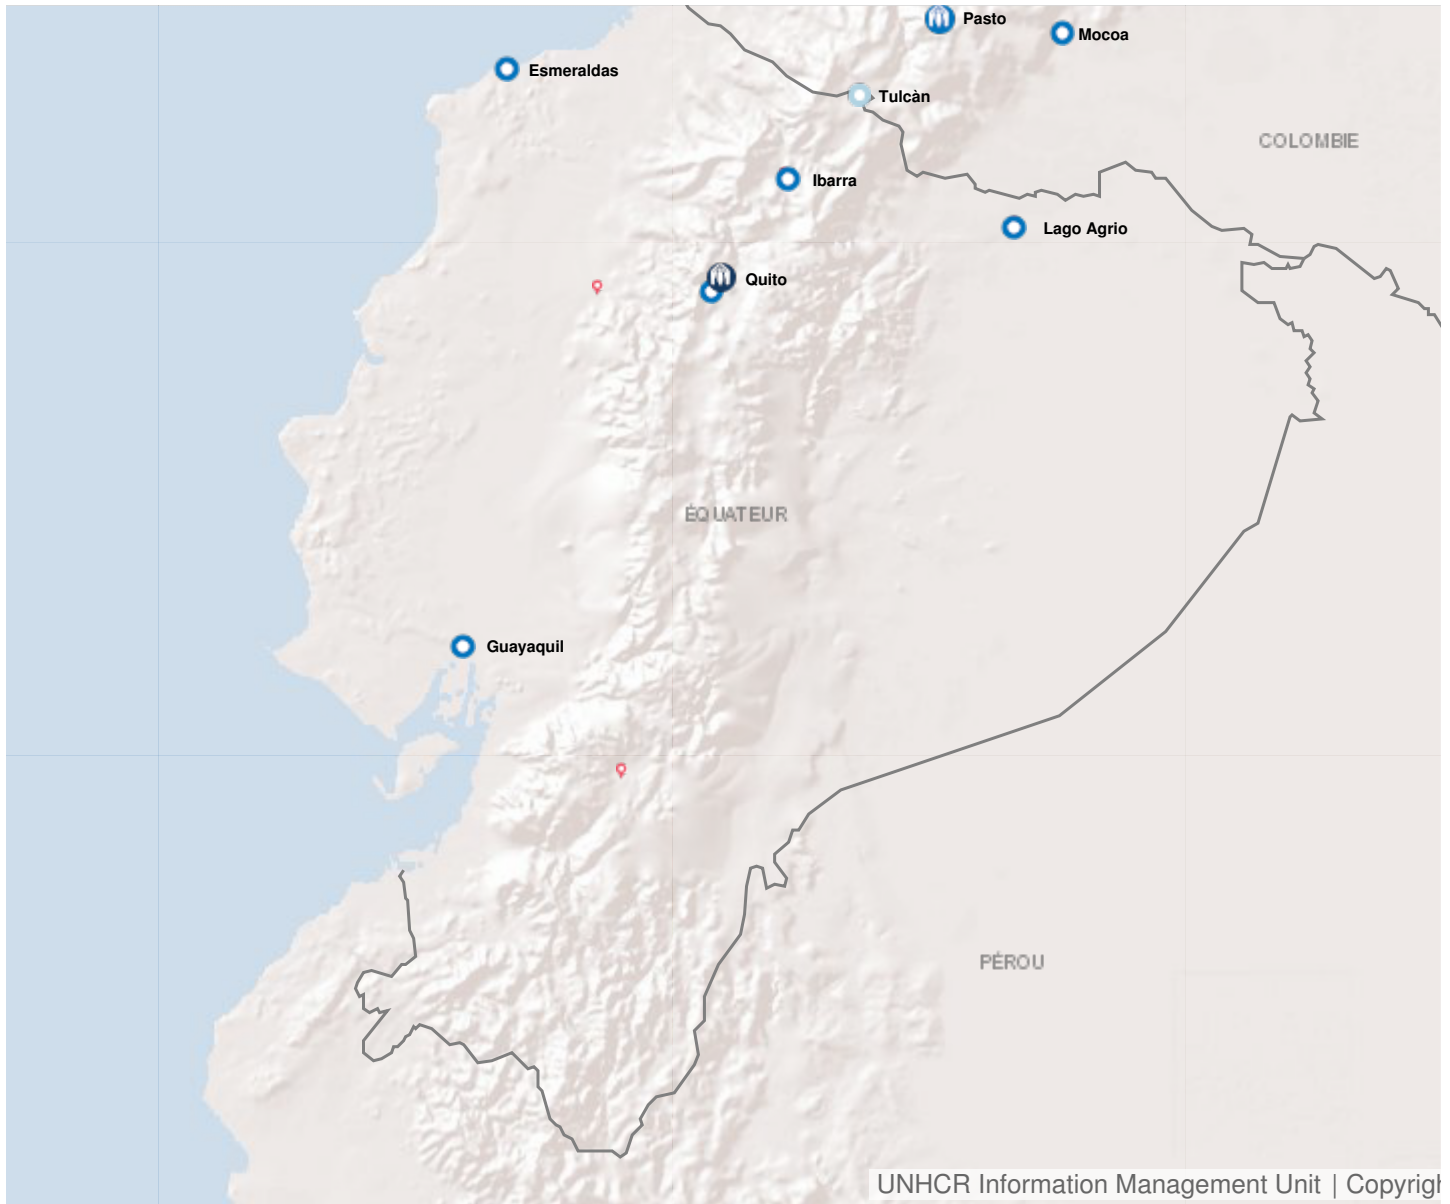 Pasto
Mocoa
Esmeraldas
Tulcàn
COLOMBIE
Ibarra
Lago Agrio
Quito
ÉQUATEUR
Guayaquil
PÉROU
UNHCR Information Management Unit | Copyrigh